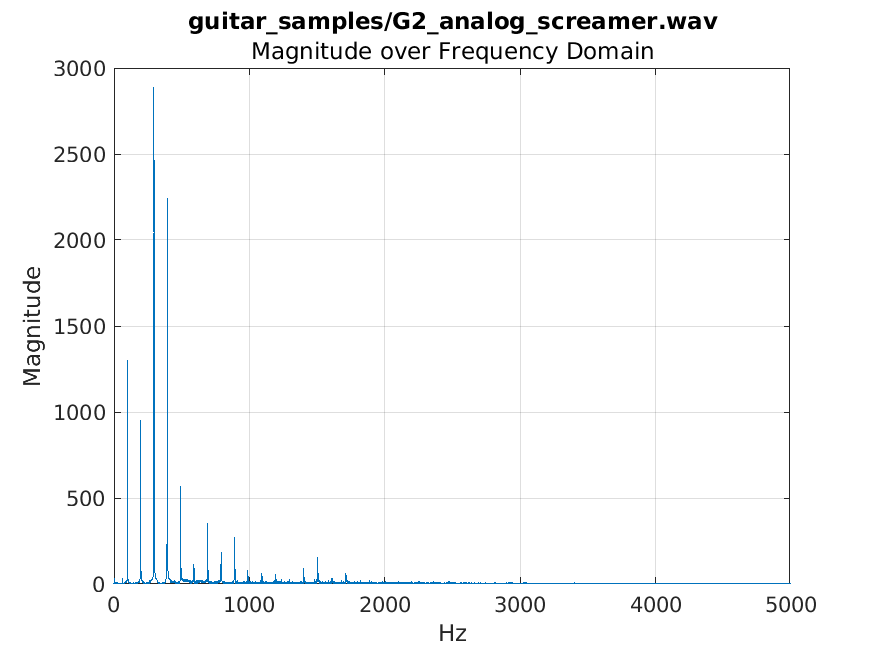 guitar_samples/G2_analog_screamer.wav
Magnitude over Frequency Domain
3000
2500
2000
1500
1000
500
0
Magnitude
0 1000 2000 3000 4000 5000
Hz